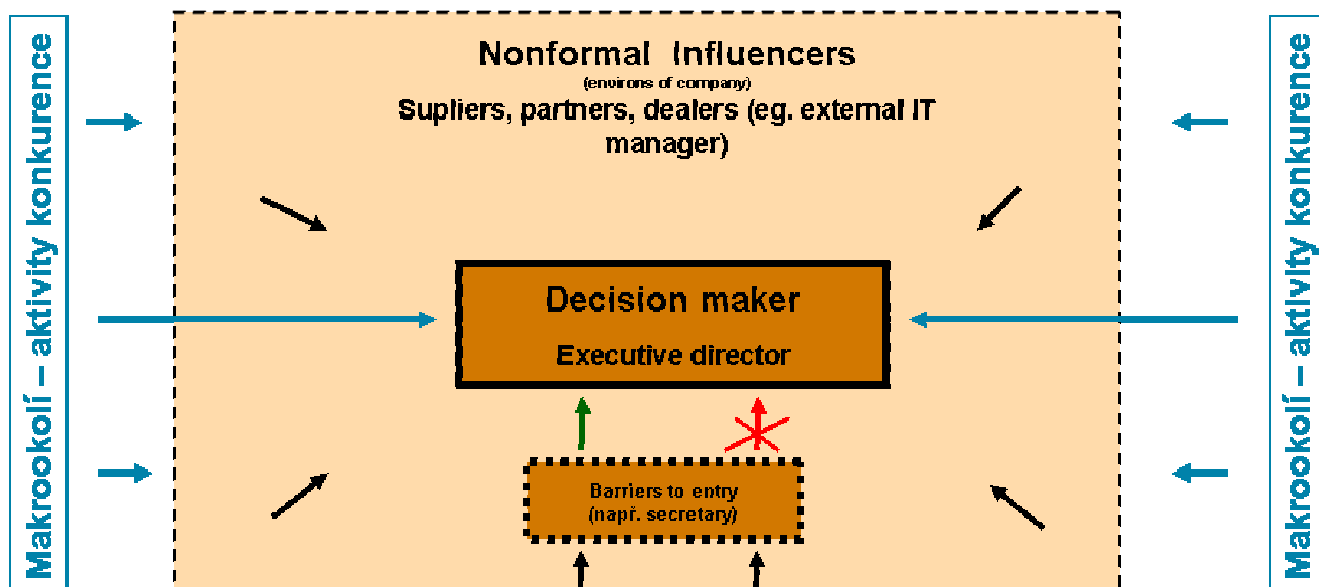 Makrookolí – aktivity konkurence
Nonformal Influencers
(environs of company)
Supliers, partners, dealers (eg. external IT
manager)
Decision maker
Executive director
Barriers to entry
(např. secretary)
Makrookolí – aktivity konkurence